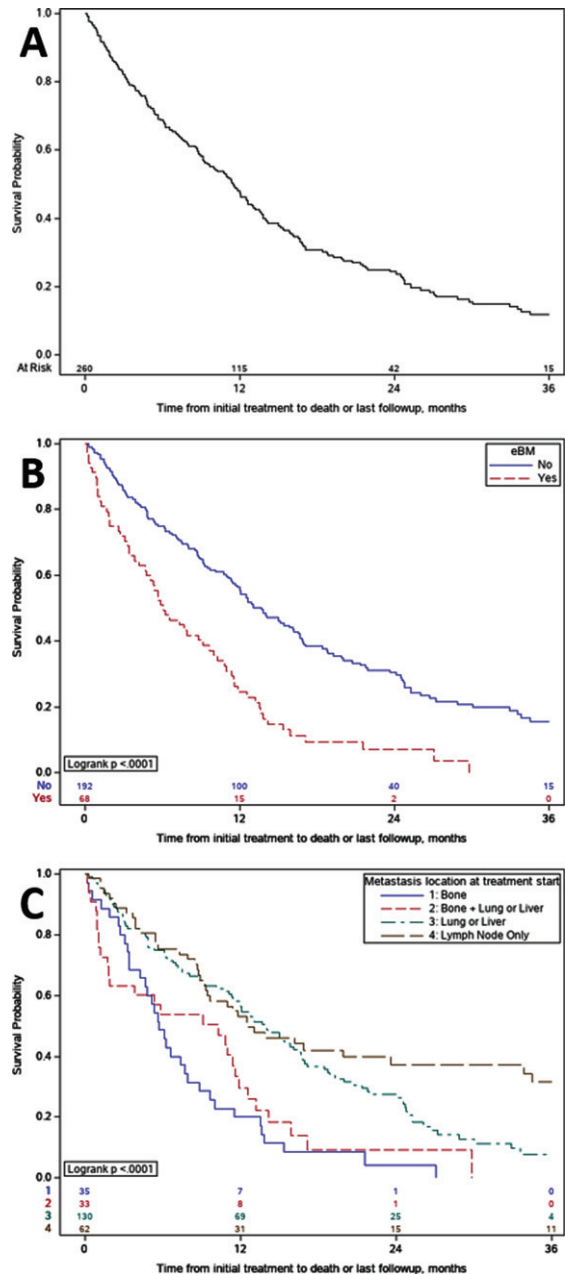 A
Survival Probability
1.0
0.8
0.6
0.4
0.2
0.0
At Risk 260 115 42 15
0 12 24 36
Time from initial treatment to death or last followup, months
B
Survival Probability
1.0
0.8
0.6
0.4
0.2
0.0
eBM
No
Yes
Logrank p <.0001
No 192 100 40 15
Yes 68 15 2 0
0 12 24 36
Time from initial treatment to death or last followup, months
C
Survival Probability
1.0
0.8
0.6
0.4
0.2
0.0
Metastasis location at treatment start
1: Bone
2: Bone + Lung or Liver
3: Lung or Liver
4: Lymph Node Only
Logrank p <.0001
1 35 7 1 0
2 33 8 1 0
3 130 69 25 4
4 62 31 15 11
0 12 24 36
Time from initial treatment to death or last followup, months